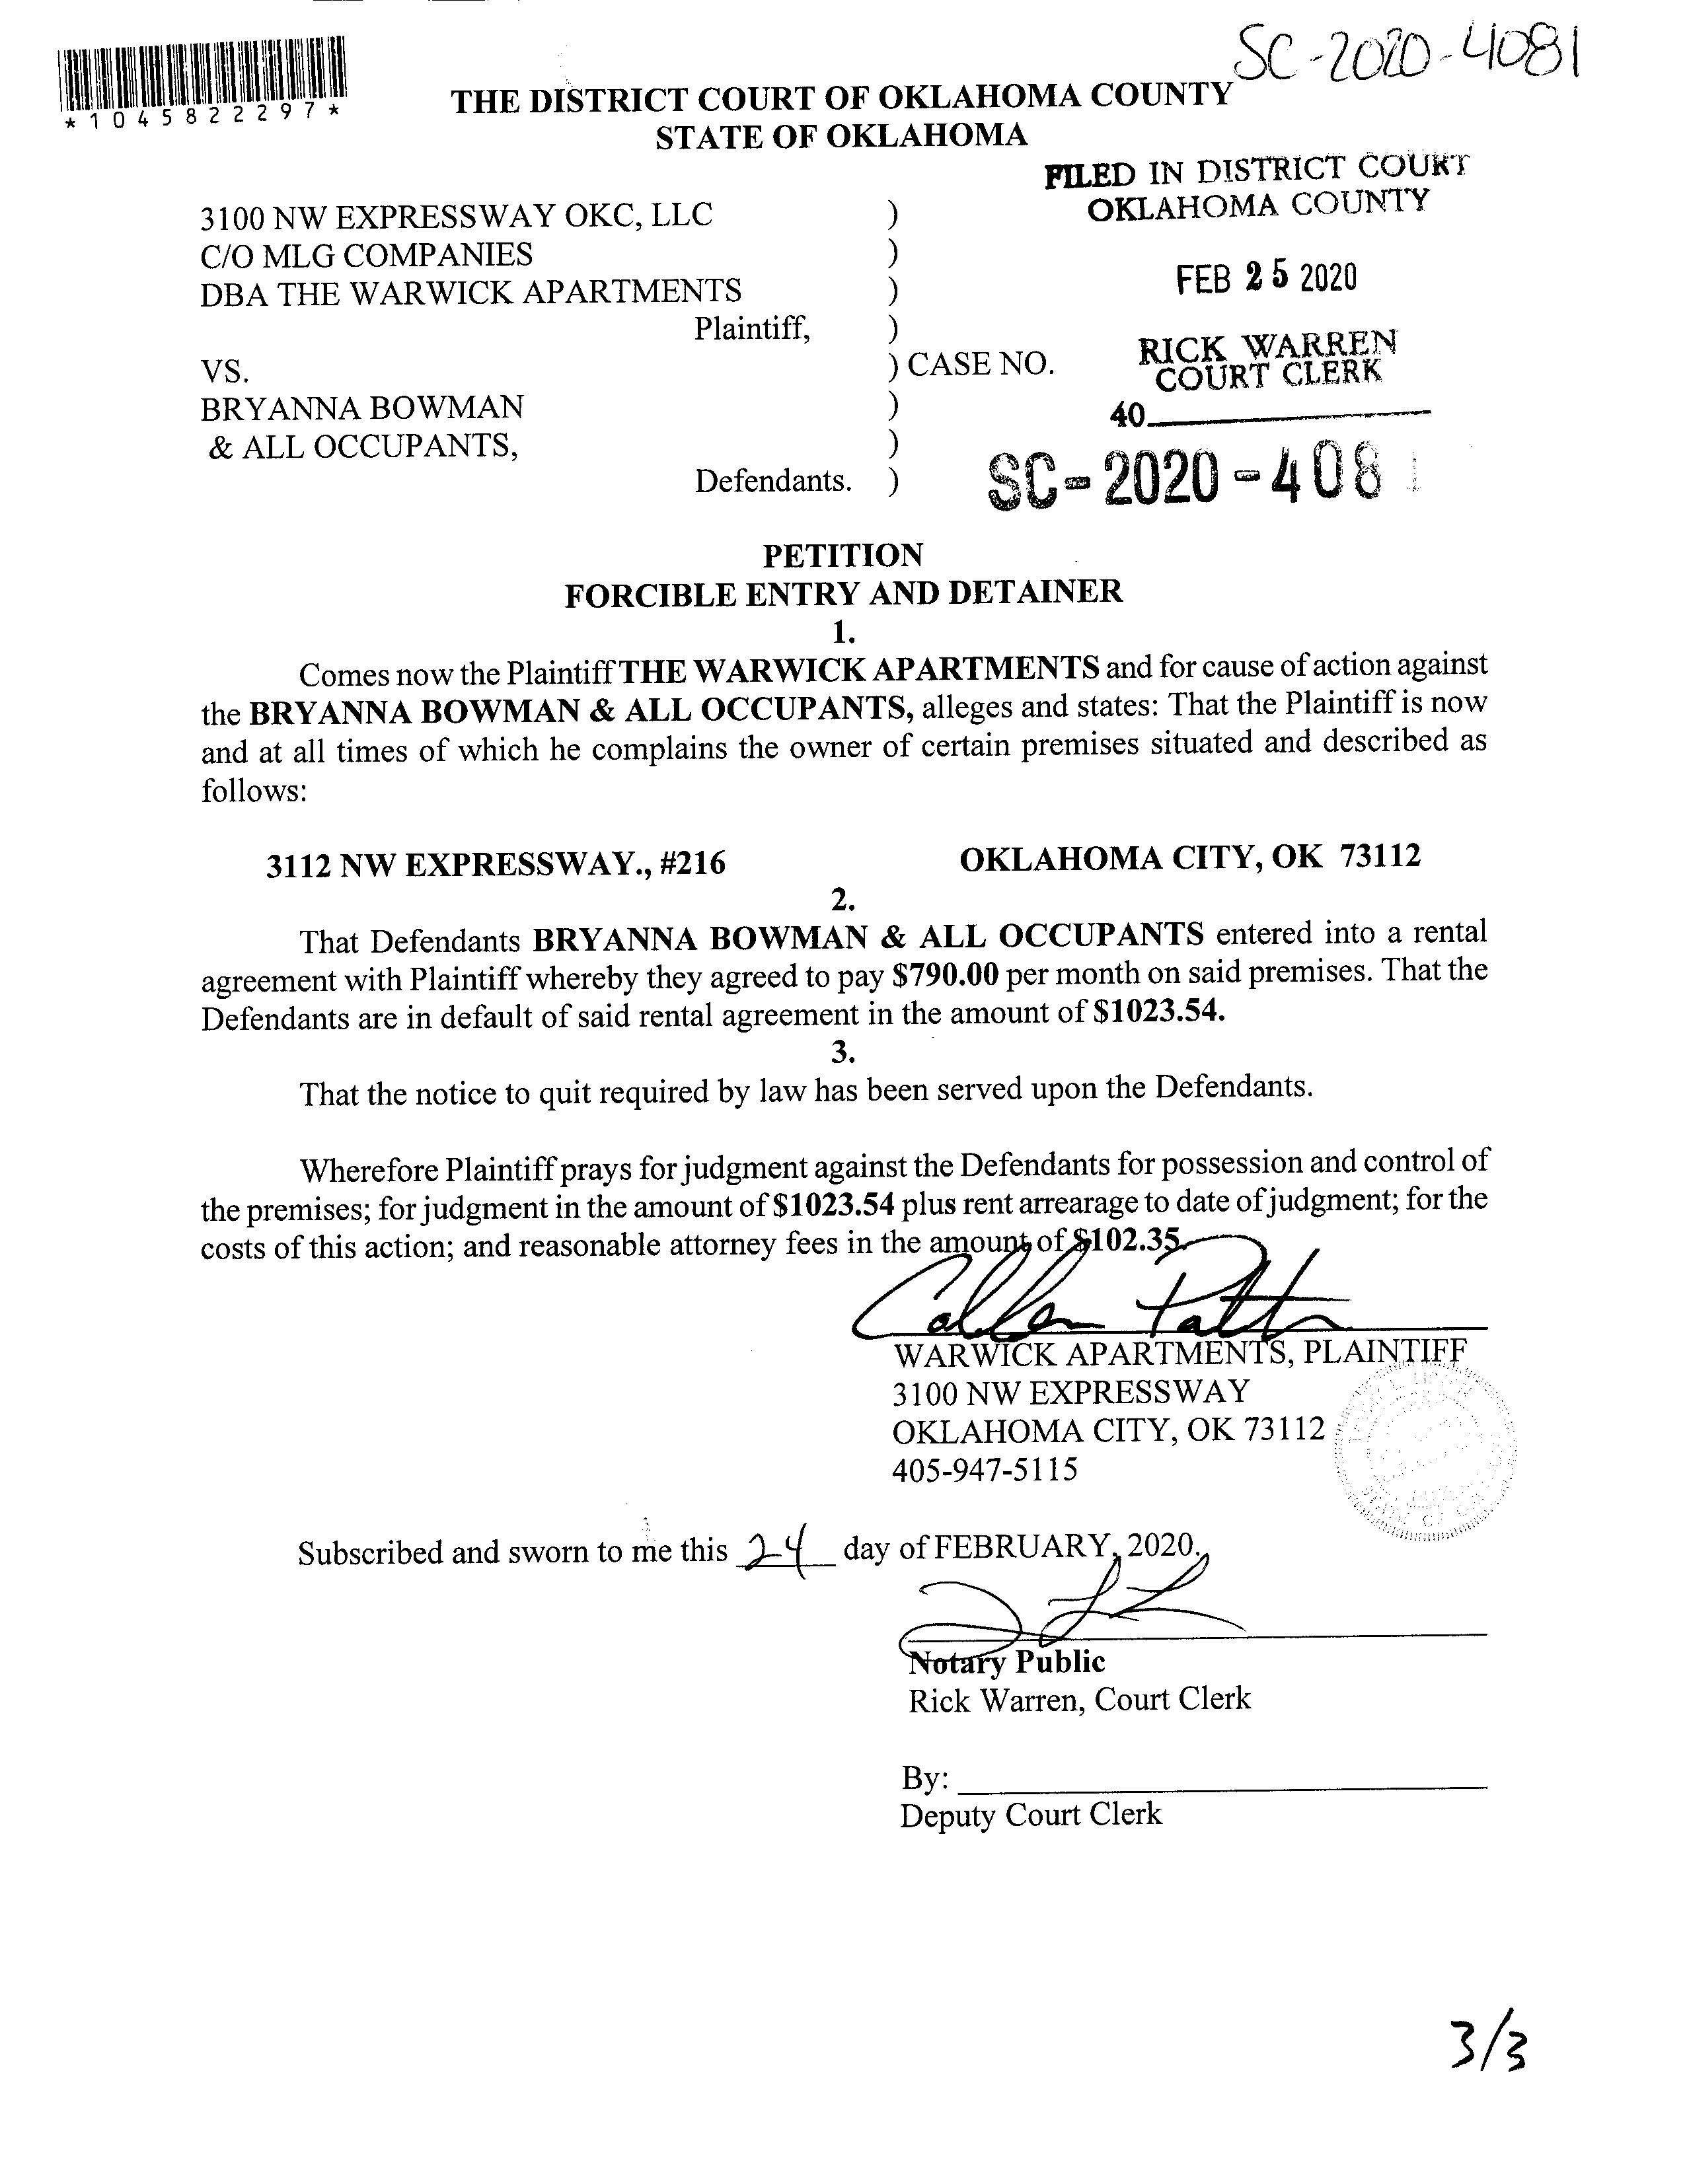 SC-2020-4081
*1045822297*
THE DISTRICT COURT OF OKLAHOMA COUNTY
STATE OF OKLAHOMA
FILED IN DISTRICT COURT
OKLAHOMA COUNTY
3100 NW EXPRESSWAY OKC, LLC )
C/O MLG COMPANIES )
DBA THE WARWICK APARTMENTS ) FEB 25 2020
Plaintiff, )
VS. ) CASE NO. RICK WARREN
COURT CLERK
BRYANNA BOWMAN ) 40
& ALL OCCUPANTS, )
Defendants. ) SC-2020-408
PETITION
FORCIBLE ENTRY AND DETAINER
1.
Comes now the Plaintiff THE WARWICK APARTMENTS and for cause of action against
the BRYANNA BOWMAN & ALL OCCUPANTS, alleges and states: That the Plaintiff is now
and at all times of which he complains the owner of certain premises situated and described as
follows:
3112 NW EXPRESSWAY., #216 OKLAHOMA CITY, OK 73112
2.
That Defendants BRYANNA BOWMAN & ALL OCCUPANTS entered into a rental
agreement with Plaintiff whereby they agreed to pay $790.00 per month on said premises. That the
Defendants are in default of said rental agreement in the amount of $1023.54.
3.
That the notice to quit required by law has been served upon the Defendants.
Wherefore Plaintiff prays for judgment against the Defendants for possession and control of
the premises; for judgment in the amount of $1023.54 plus rent arrearage to date of judgment; for the
costs of this action; and reasonable attorney fees in the amount of $102.35.
WARWICK APARTMENTS, PLAINTIFF
3100 NW EXPRESSWAY
OKLAHOMA CITY, OK 73112
405-947-5115
Subscribed and sworn to me this 24 day of FEBRUARY, 2020.
Notary Public
Rick Warren, Court Clerk
By:
Deputy Court Clerk
3/3